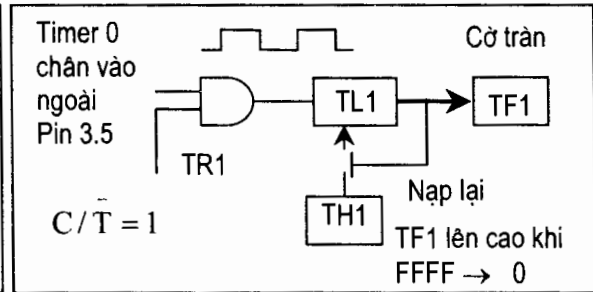 Timer 0
chân vào
ngoài
Pin 3.5
Cờ tràn
TL1
TF1
TR1
TH1
Nạp lại
C/T̄ = 1
TF1 lên cao khi
FFFF → 0